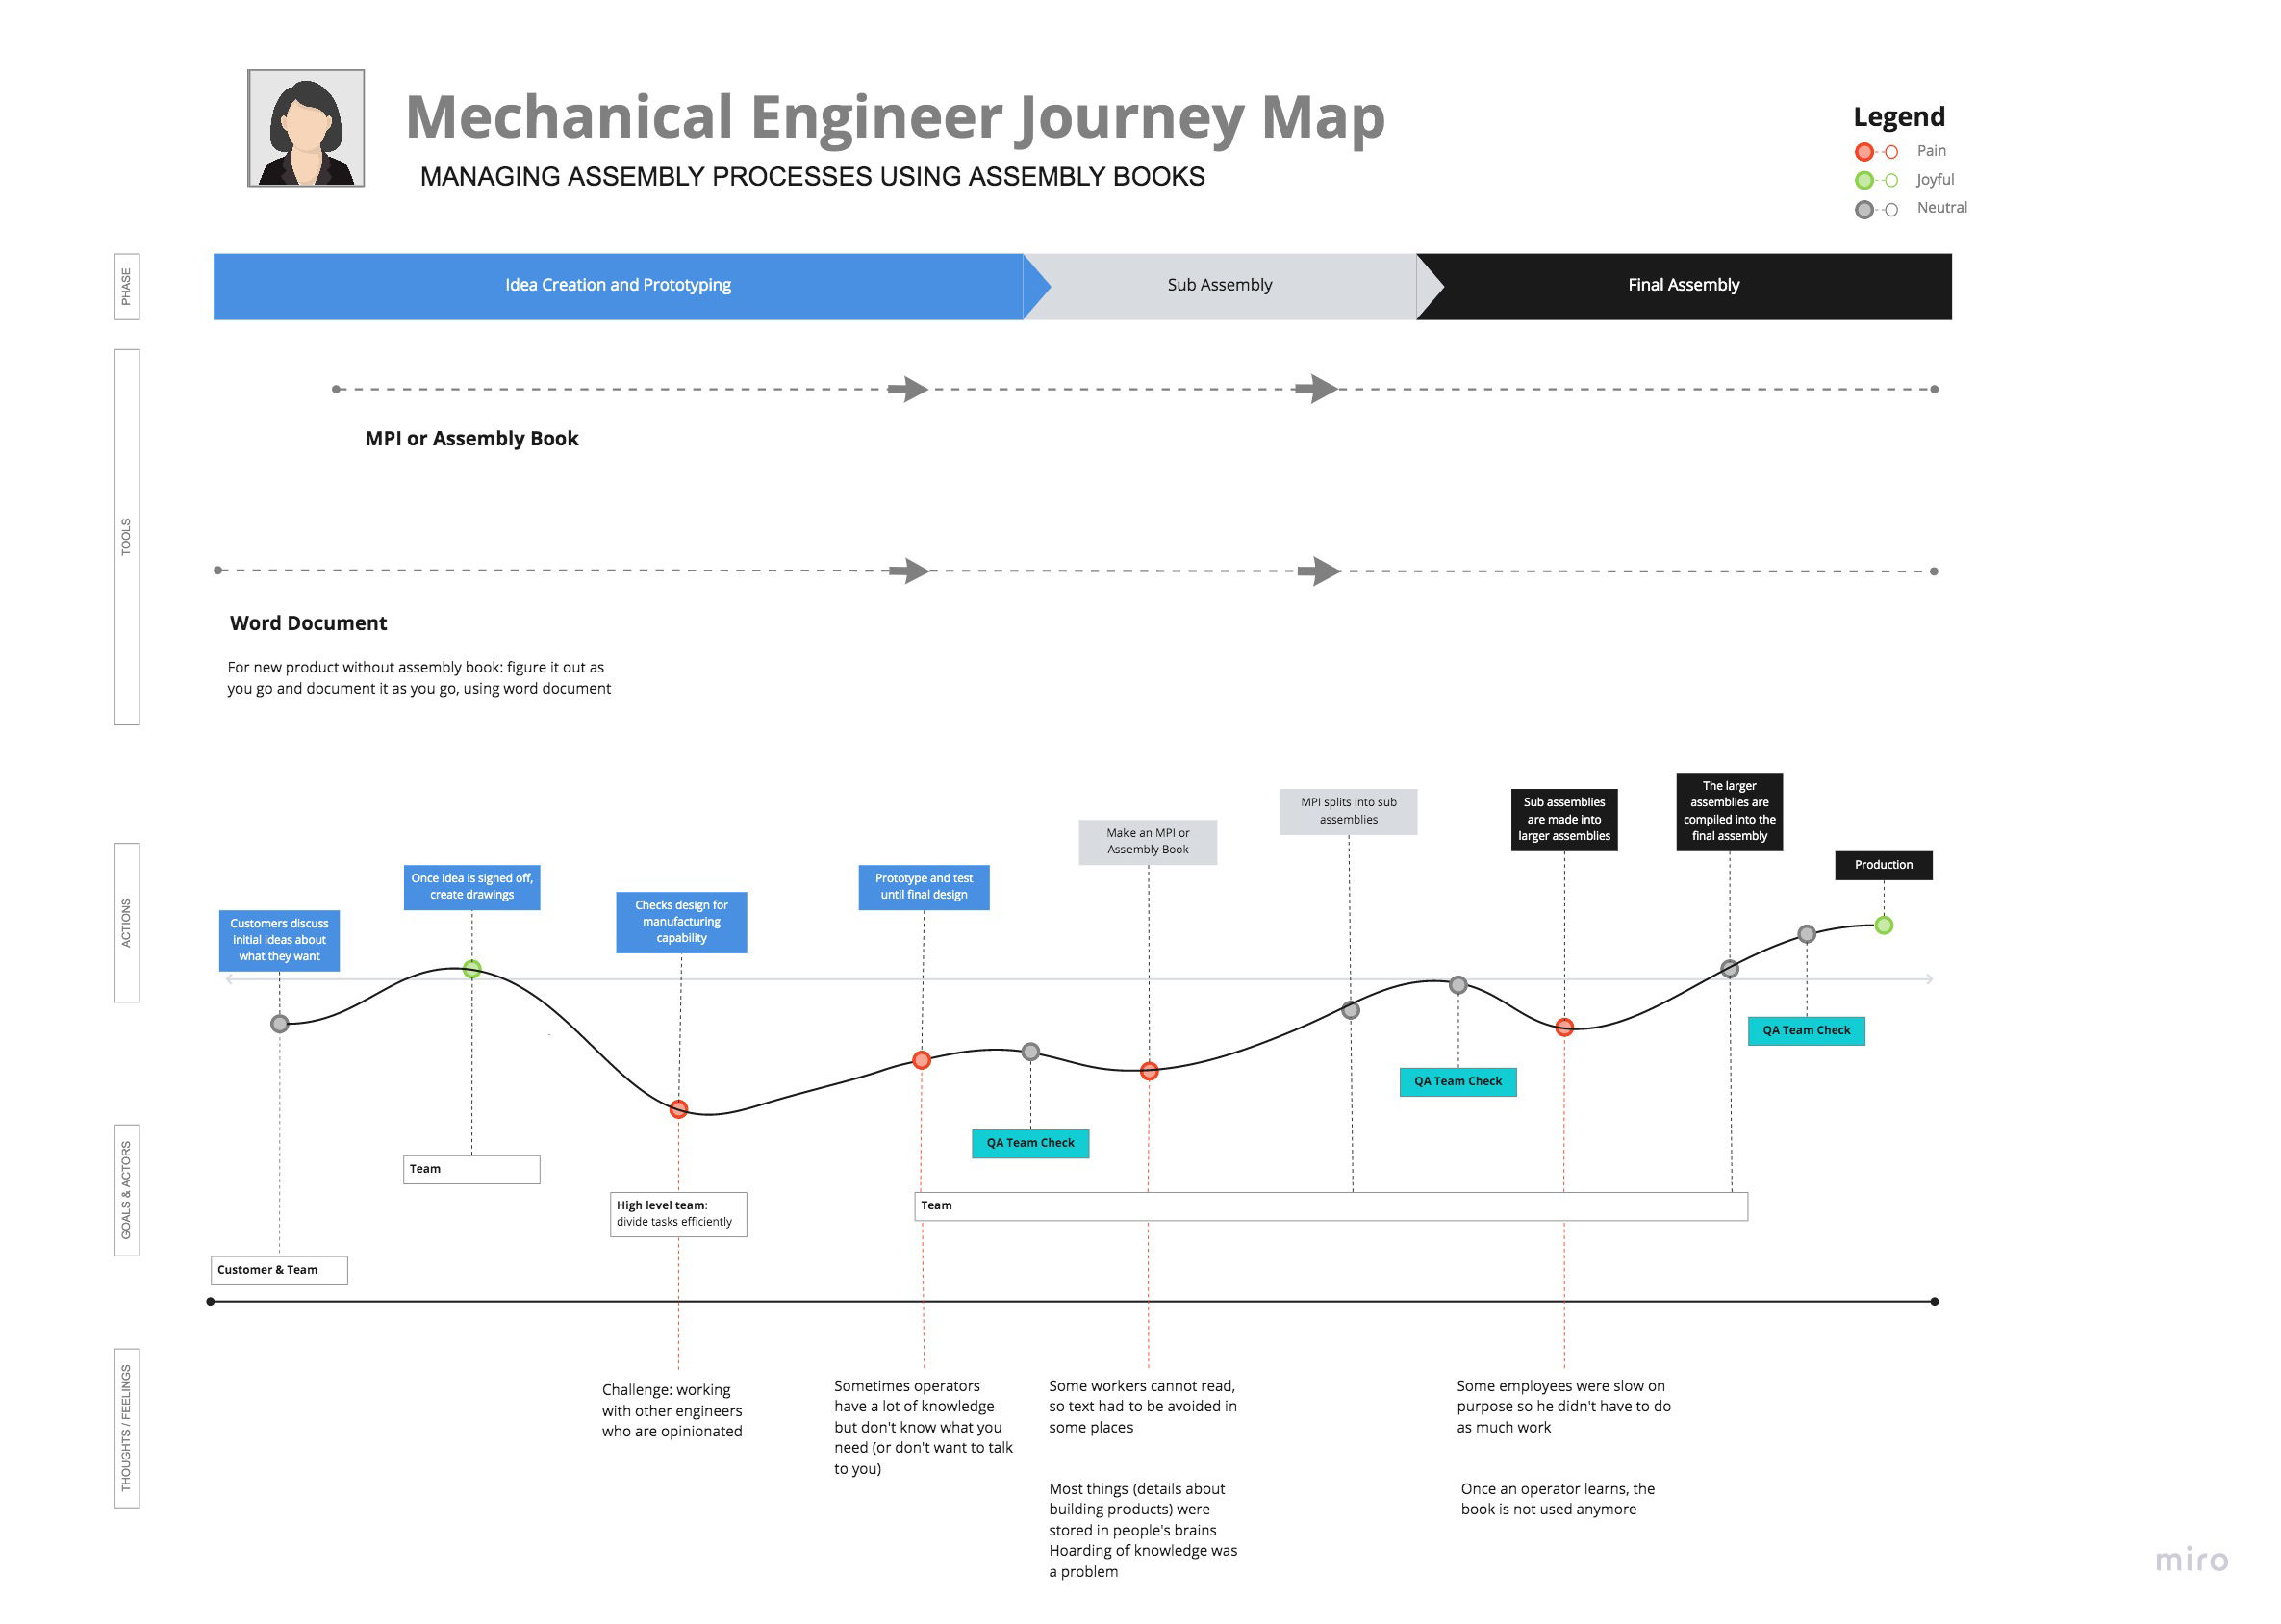 Mechanical Engineer Journey Map
MANAGING ASSEMBLY PROCESSES USING ASSEMBLY BOOKS
Legend
Pain
Joyful
Neutral
PHASE
Idea Creation and Prototyping
Sub Assembly
Final Assembly
TOOLS
MPI or Assembly Book
Word Document
For new product without assembly book: figure it out as
you go and document it as you go, using word document
ACTIONS
Customers discuss
initial ideas about
what they want
Once idea is signed off,
create drawings
Checks design for
manufacturing
capability
Prototype and test
until final design
Make an MPI or
Assembly Book
MPI splits into sub
assemblies
Sub assemblies
are made into
larger assemblies
The larger
assemblies are
compiled into the
final assembly
Production
QA Team Check
QA Team Check
QA Team Check
GOALS & ACTORS
Customer & Team
Team
High level team:
divide tasks efficiently
Team
THOUGHTS / FEELINGS
Challenge: working
with other engineers
who are opinionated
Sometimes operators
have a lot of knowledge
but don't know what you
need (or don't want to talk
to you)
Some workers cannot read,
so text had to be avoided in
some places
Most things (details about
building products) were
stored in people's brains
Hoarding of knowledge was
a problem
Some employees were slow on
purpose so he didn't have to do
as much work
Once an operator learns, the
book is not used anymore
miro